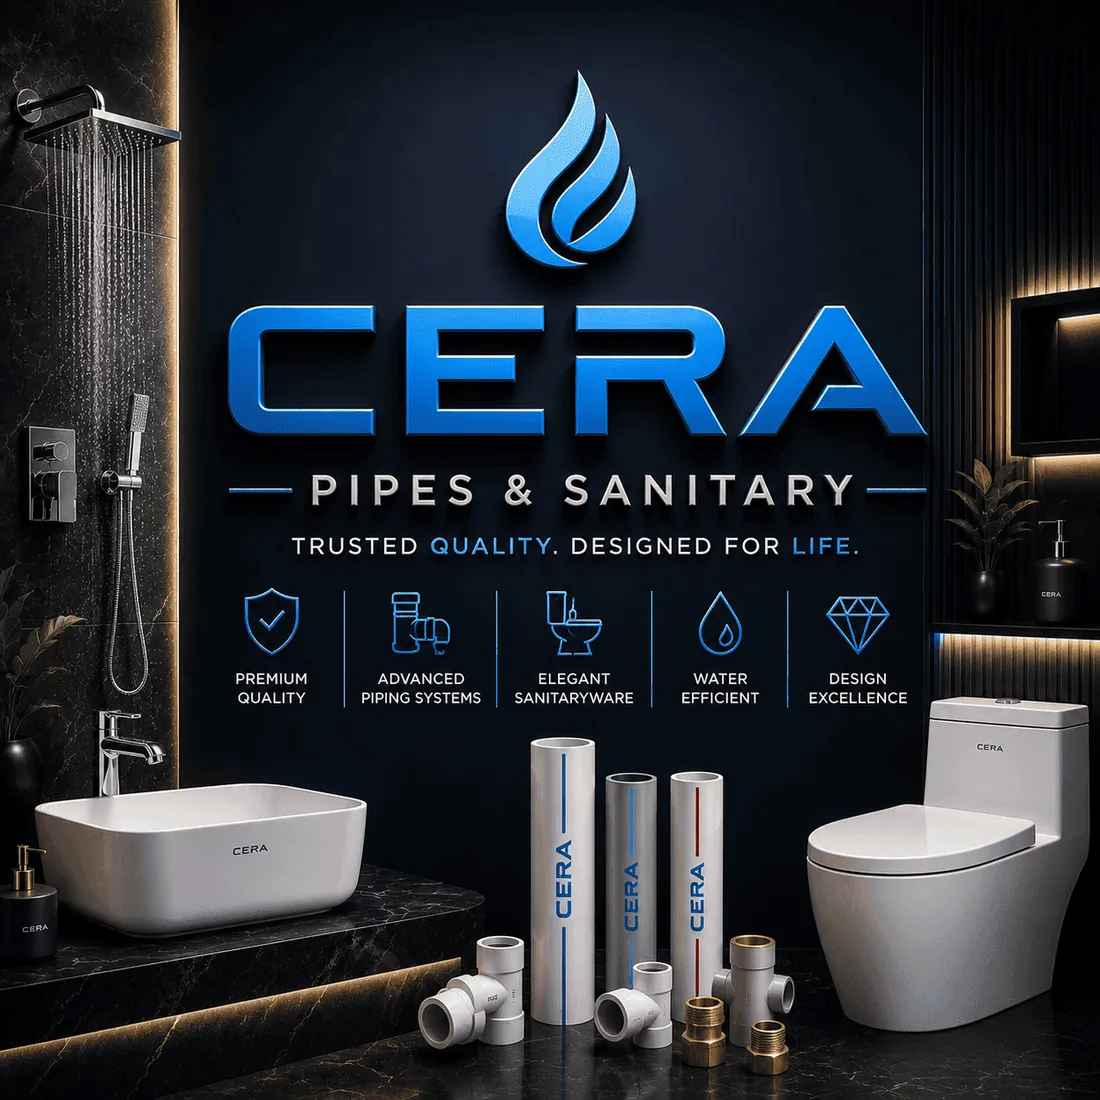 CERA
PIPES & SANITARY
TRUSTED QUALITY. DESIGNED FOR LIFE.
PREMIUM
QUALITY
ADVANCED
PIPING SYSTEMS
ELEGANT
SANITARYWARE
WATER
EFFICIENT
DESIGN
EXCELLENCE
CERA
CERA
CERA
CERA
CERA
CERA
CERA